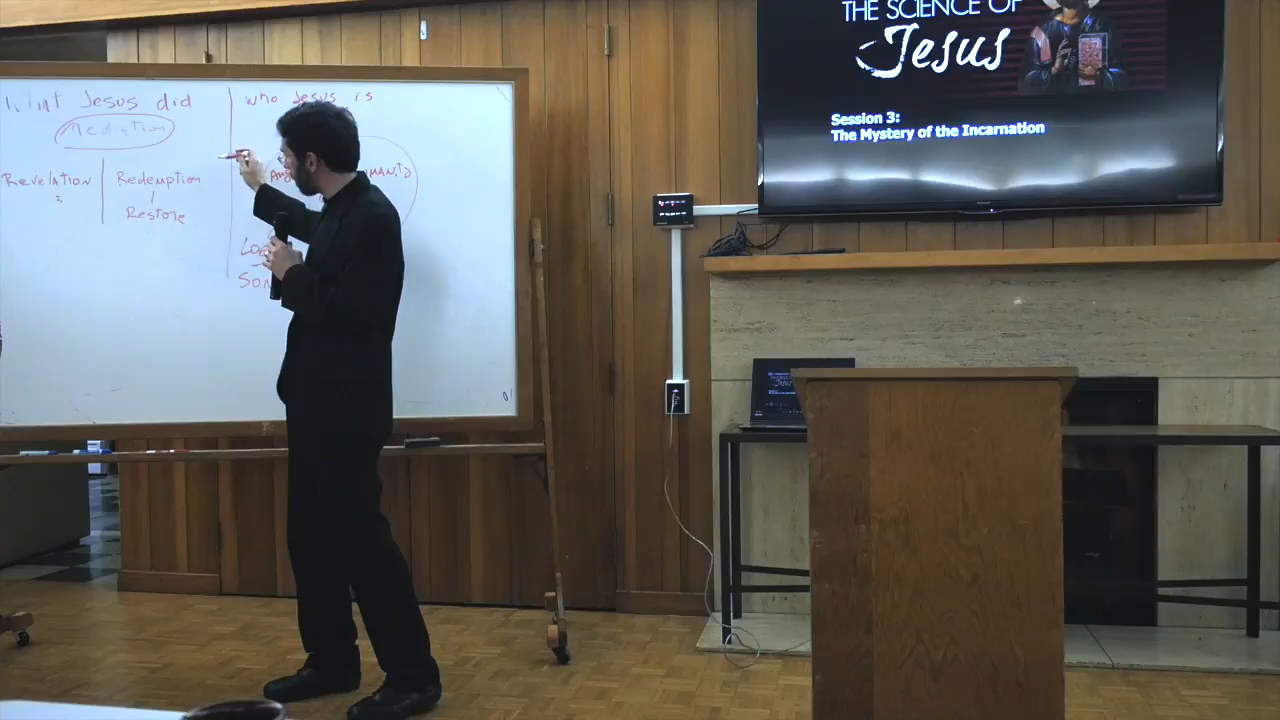 What Jesus did
Mediation
Revelation
Redemption
Restore
who Jesus is
SON
THE SCIENCE OF
Jesus
Session 3:
The Mystery of the Incarnation